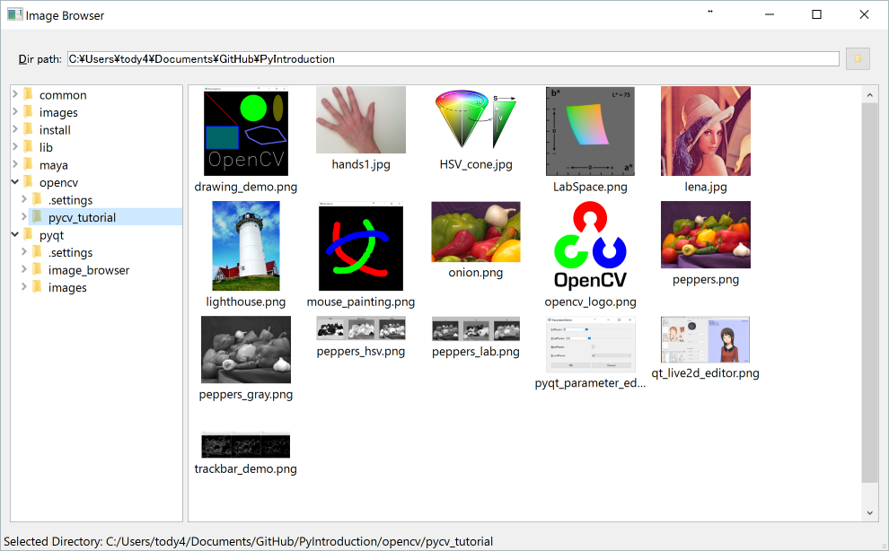 Image Browser
Dir path: C:¥Users¥tody4¥Documents¥GitHub¥PyIntroduction
common
images
install
lib
maya
opencv
.settings
pycv_tutorial
pyqt
.settings
image_browser
images
OpenCV
b*
L* = 75
a*
drawing_demo.png
hands1.jpg
HSV_cone.jpg
LabSpace.png
lena.jpg
OpenCV
lighthouse.png
mouse_painting.png
onion.png
opencv_logo.png
peppers.png
peppers_gray.png
peppers_hsv.png
peppers_lab.png
pyqt_parameter_ed...
qt_live2d_editor.png
trackbar_demo.png
Selected Directory: C:/Users/tody4/Documents/GitHub/PyIntroduction/opencv/pycv_tutorial